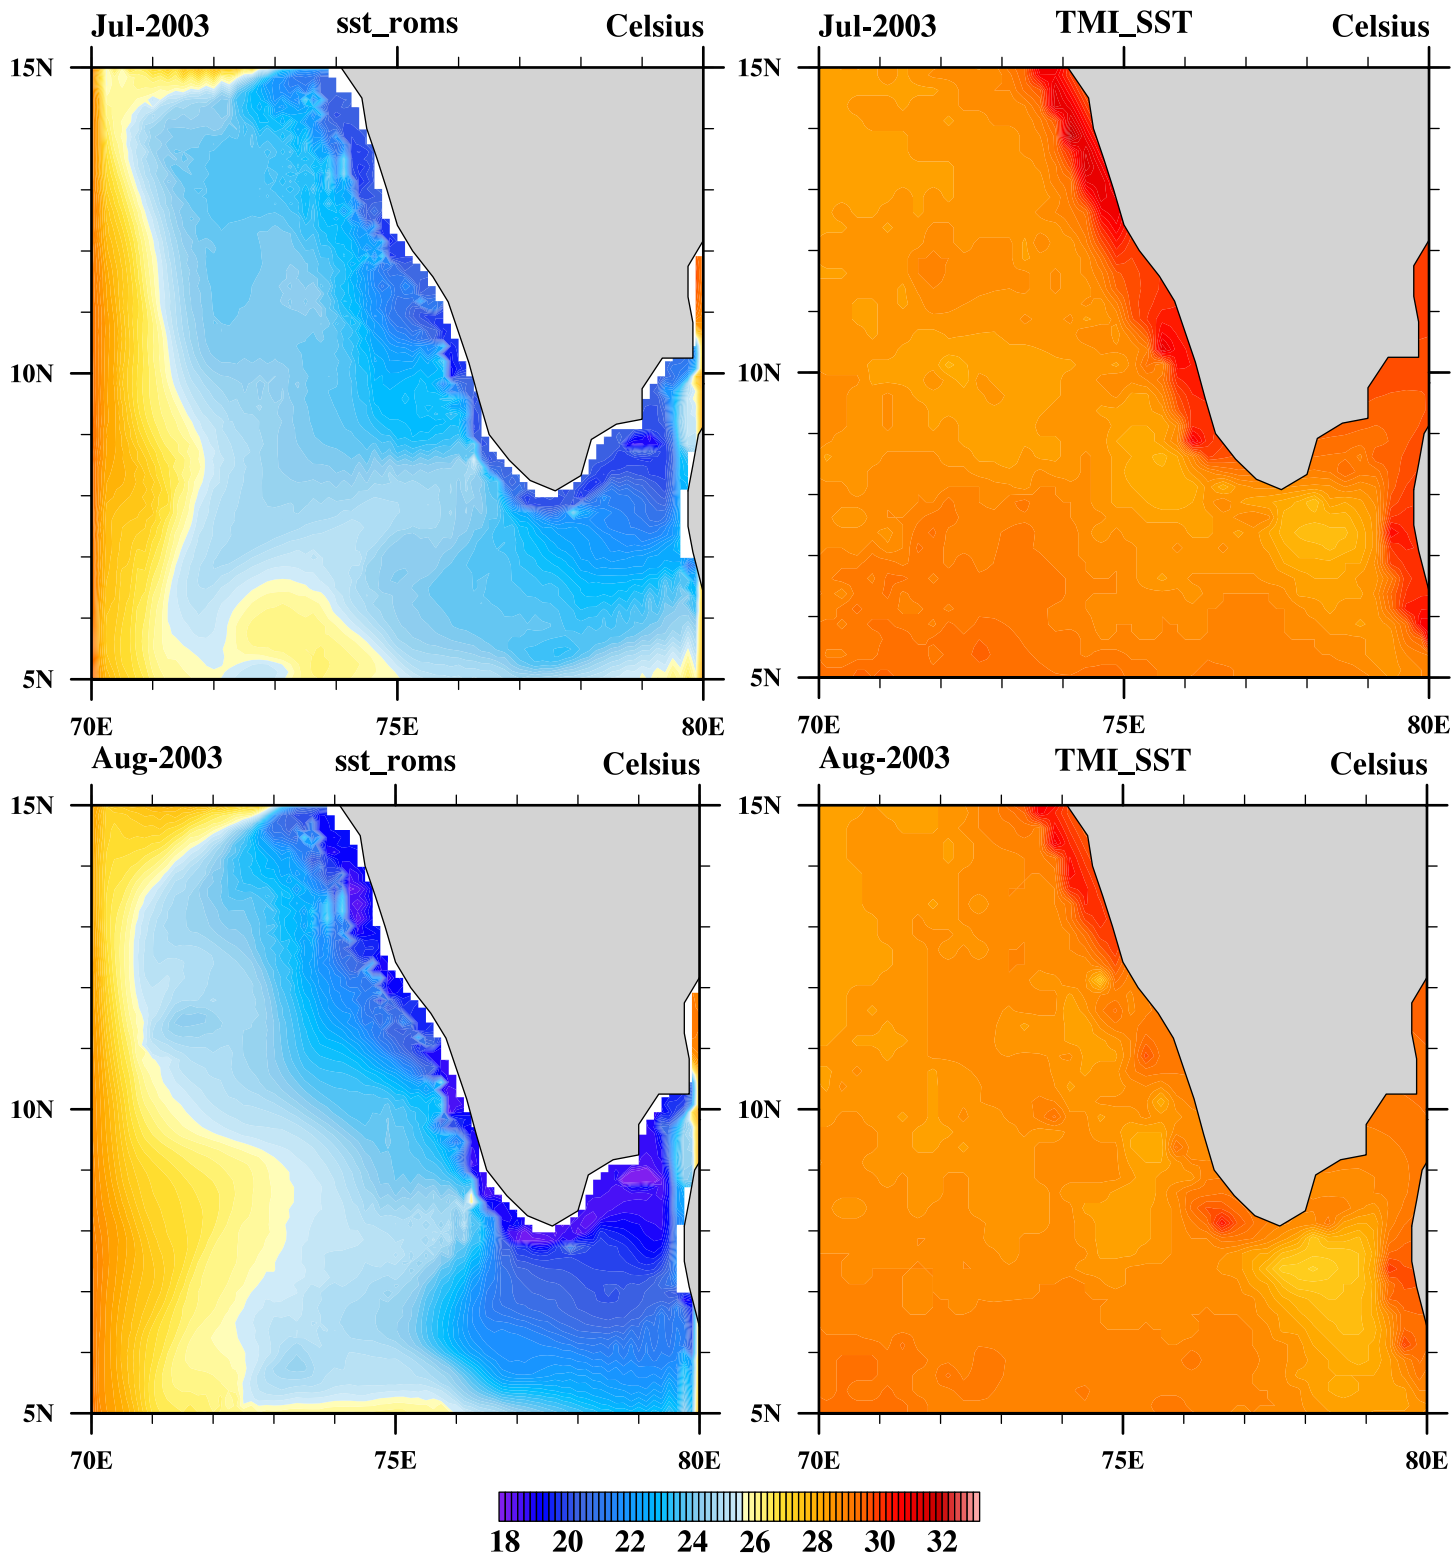 Jul-2003 sst_roms Celsius
Jul-2003 TMI_SST Celsius
15N
10N
5N
70E 75E 80E
15N
10N
5N
70E 75E 80E
Aug-2003 sst_roms Celsius
Aug-2003 TMI_SST Celsius
15N
10N
5N
70E 75E 80E
15N
10N
5N
70E 75E 80E
18 20 22 24 26 28 30 32